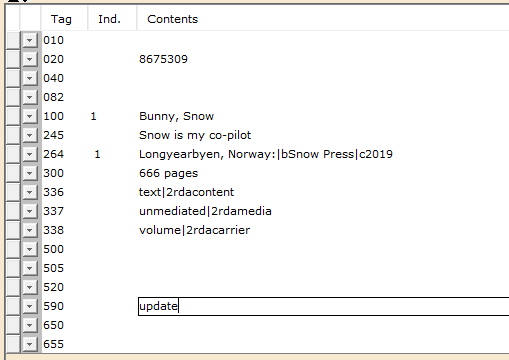 Tag Ind. Contents
010
020 8675309
040
082
100 1 Bunny, Snow
245 Snow is my co-pilot
264 1 Longyearbyen, Norway:|bSnow Press|c2019
300 666 pages
336 text|2rdacontent
337 unmediated|2rdamedia
338 volume|2rdacarrier
500
505
520
590 update
650
655